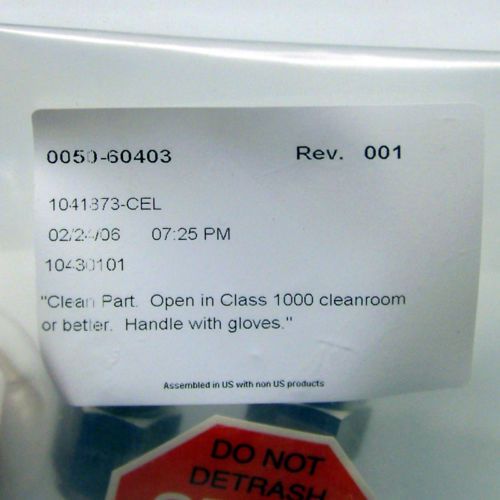 0050-60403 Rev. 001
1041873-CEL
02/24/06 07:25 PM
10430101
"Clean Part. Open in Class 1000 cleanroom
or better. Handle with gloves."
Assembled in US with non US products
DO NOT
DETRASH